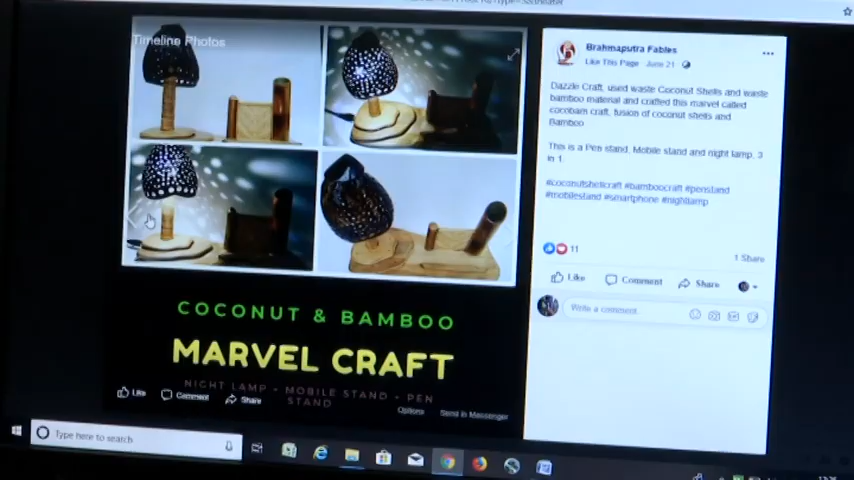 Timeline Photos
Brahmaputra Fables
Like This Page June 21
Dazzle Craft, used waste Coconut Shells and waste
bamboo material and crafted this marvel called
cocobam craft, fusion of coconut shells and
Bamboo
This is a Pen stand, Mobile stand and night lamp, 3
in 1
#coconutshellcraft #bamboocraft #penstand
#mobilestand #smartphone #nightlamp
11
1 Share
Like Comment Share
Write a comment
COCONUT & BAMBOO
MARVEL CRAFT
NIGHT LAMP • MOBILE STAND • PEN
STAND
Like Comment Share
Options Send in Messenger
Type here to search